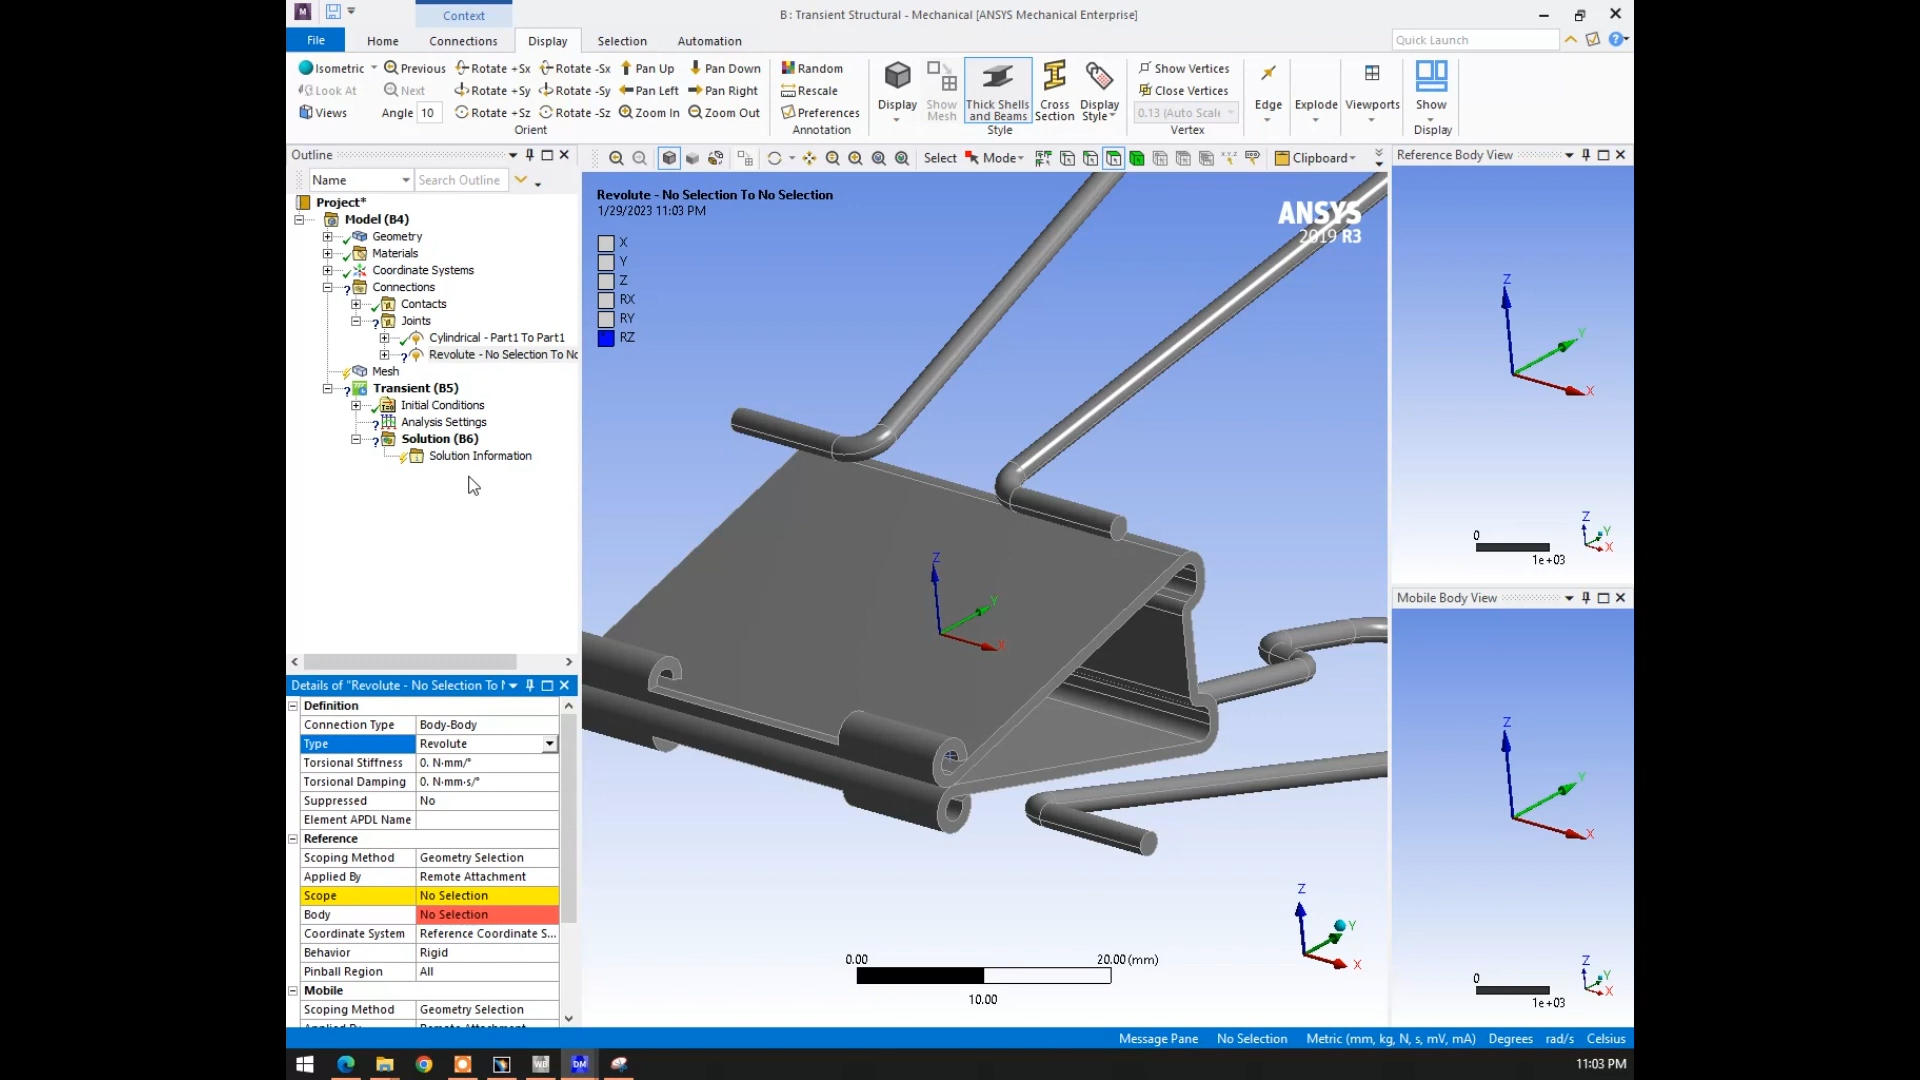 Context
B : Transient Structural - Mechanical [ANSYS Mechanical Enterprise]
File Home Connections Display Selection Automation
Quick Launch
Isometric Previous Rotate +Sx Rotate -Sx Pan Up Pan Down Random Show Vertices
Look At Next Rotate +Sy Rotate -Sy Pan Left Pan Right Rescale Close Vertices
Views Angle 10 Rotate +Sz Rotate -Sz Zoom In Zoom Out Preferences 0.13 (Auto Scale
Display Show Mesh Thick Shells and Beams Cross Section Display Style Edge Explode Viewports Show
Orient Annotation Style Vertex Display
Outline
Select Mode Clipboard
Reference Body View
Name Search Outline
Project*
Model (B4)
Geometry
Materials
Coordinate Systems
Connections
Contacts
Joints
Cylindrical - Part1 To Part1
Revolute - No Selection To No
Mesh
Transient (B5)
Initial Conditions
Analysis Settings
Solution (B6)
Solution Information
Revolute - No Selection To No Selection
1/29/2023 11:03 PM
X
Y
Z
RX
RY
RZ
ANSYS
2019 R3
Z
Y
X
0.00 20.00 (mm)
10.00
Z
Y
X
Z
Y
X
0
1e+03
Z
Y
X
Mobile Body View
Z
Y
X
0
1e+03
Z
Y
X
Details of "Revolute - No Selection To
Definition
Connection Type Body-Body
Type Revolute
Torsional Stiffness 0. N·mm/°
Torsional Damping 0. N·mm·s/°
Suppressed No
Element APDL Name
Reference
Scoping Method Geometry Selection
Applied By Remote Attachment
Scope No Selection
Body No Selection
Coordinate System Reference Coordinate S...
Behavior Rigid
Pinball Region All
Mobile
Scoping Method Geometry Selection
Applied By Remote Attachment
Message Pane No Selection Metric (mm, kg, N, s, mV, mA) Degrees rad/s Celsius
WB DM
11:03 PM